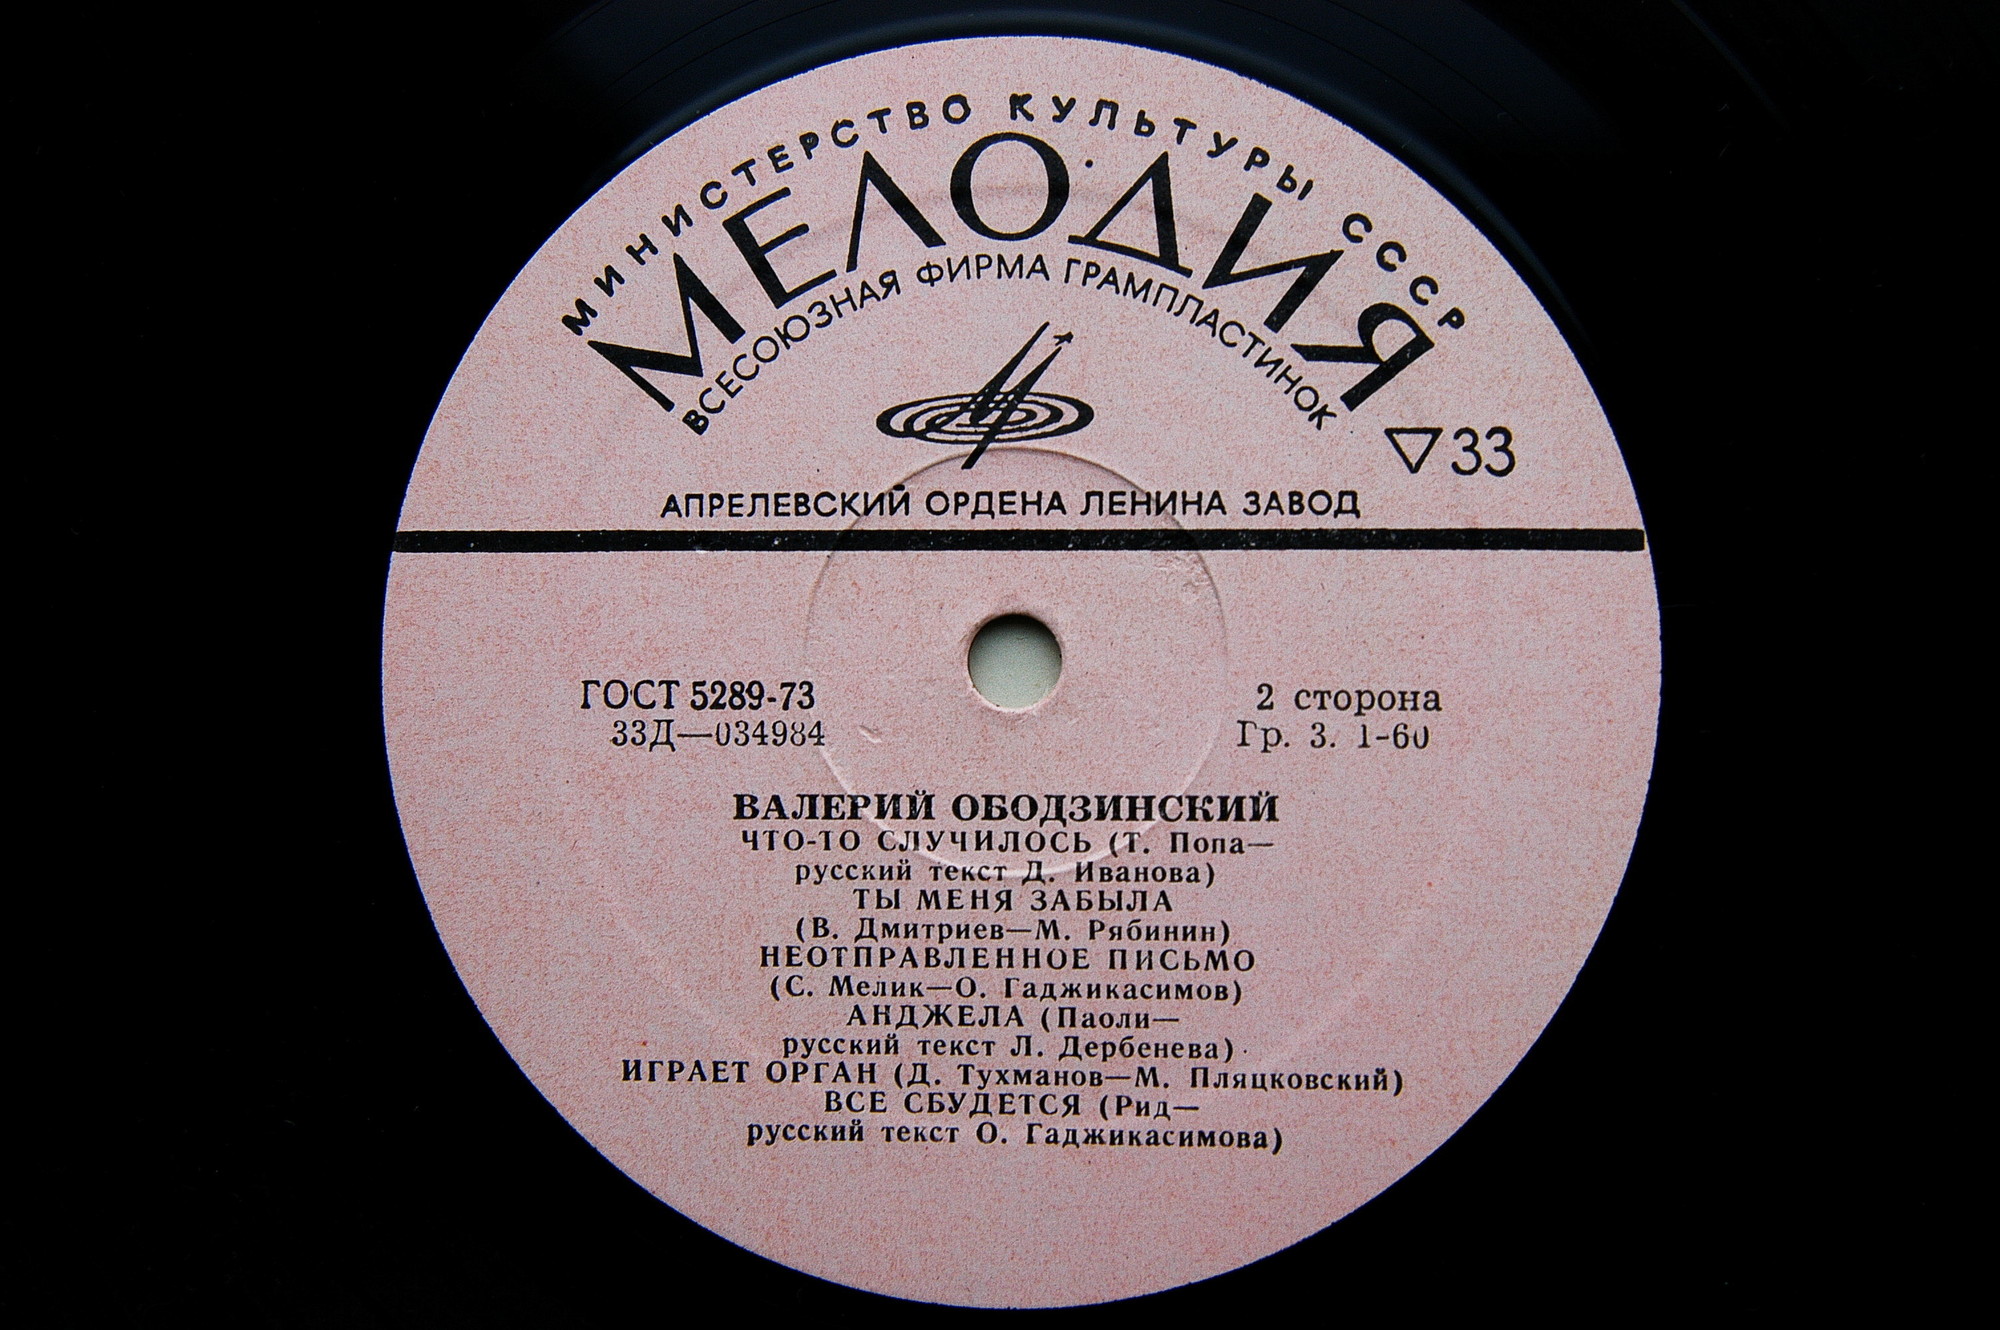 МИНИСТЕРСТВО КУЛЬТУРЫ СССР
МЕЛОДИЯ
ВСЕСОЮЗНАЯ ФИРМА ГРАМПЛАСТИНОК
▽33
АПРЕЛЕВСКИЙ ОРДЕНА ЛЕНИНА ЗАВОД
ГОСТ 5289-73
33Д—034984
2 сторона
Гр. 3. 1-60
ВАЛЕРИЙ ОБОДЗИНСКИЙ
ЧТО-ТО СЛУЧИЛОСЬ (Т. Попа—
русский текст Д. Иванова)
ТЫ МЕНЯ ЗАБЫЛА
(В. Дмитриев—М. Рябинин)
НЕОТПРАВЛЕННОЕ ПИСЬМО
(С. Мелик—О. Гаджикасимов)
АНДЖЕЛА (Паоли—
русский текст Л. Дербенева)
ИГРАЕТ ОРГАН (Д. Тухманов—М. Пляцковский)
ВСЕ СБУДЕТСЯ (Рид—
русский текст О. Гаджикасимова)